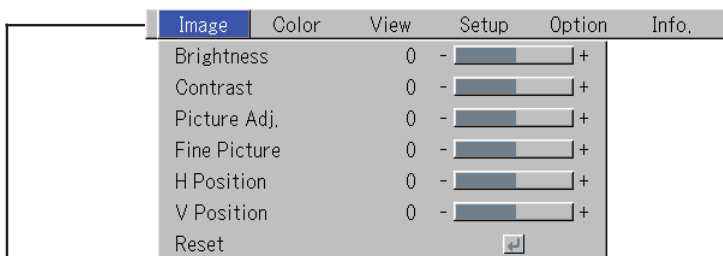 Image Color View Setup Option Info.
Brightness 0 - +
Contrast 0 - +
Picture Adj. 0 - +
Fine Picture 0 - +
H Position 0 - +
V Position 0 - +
Reset